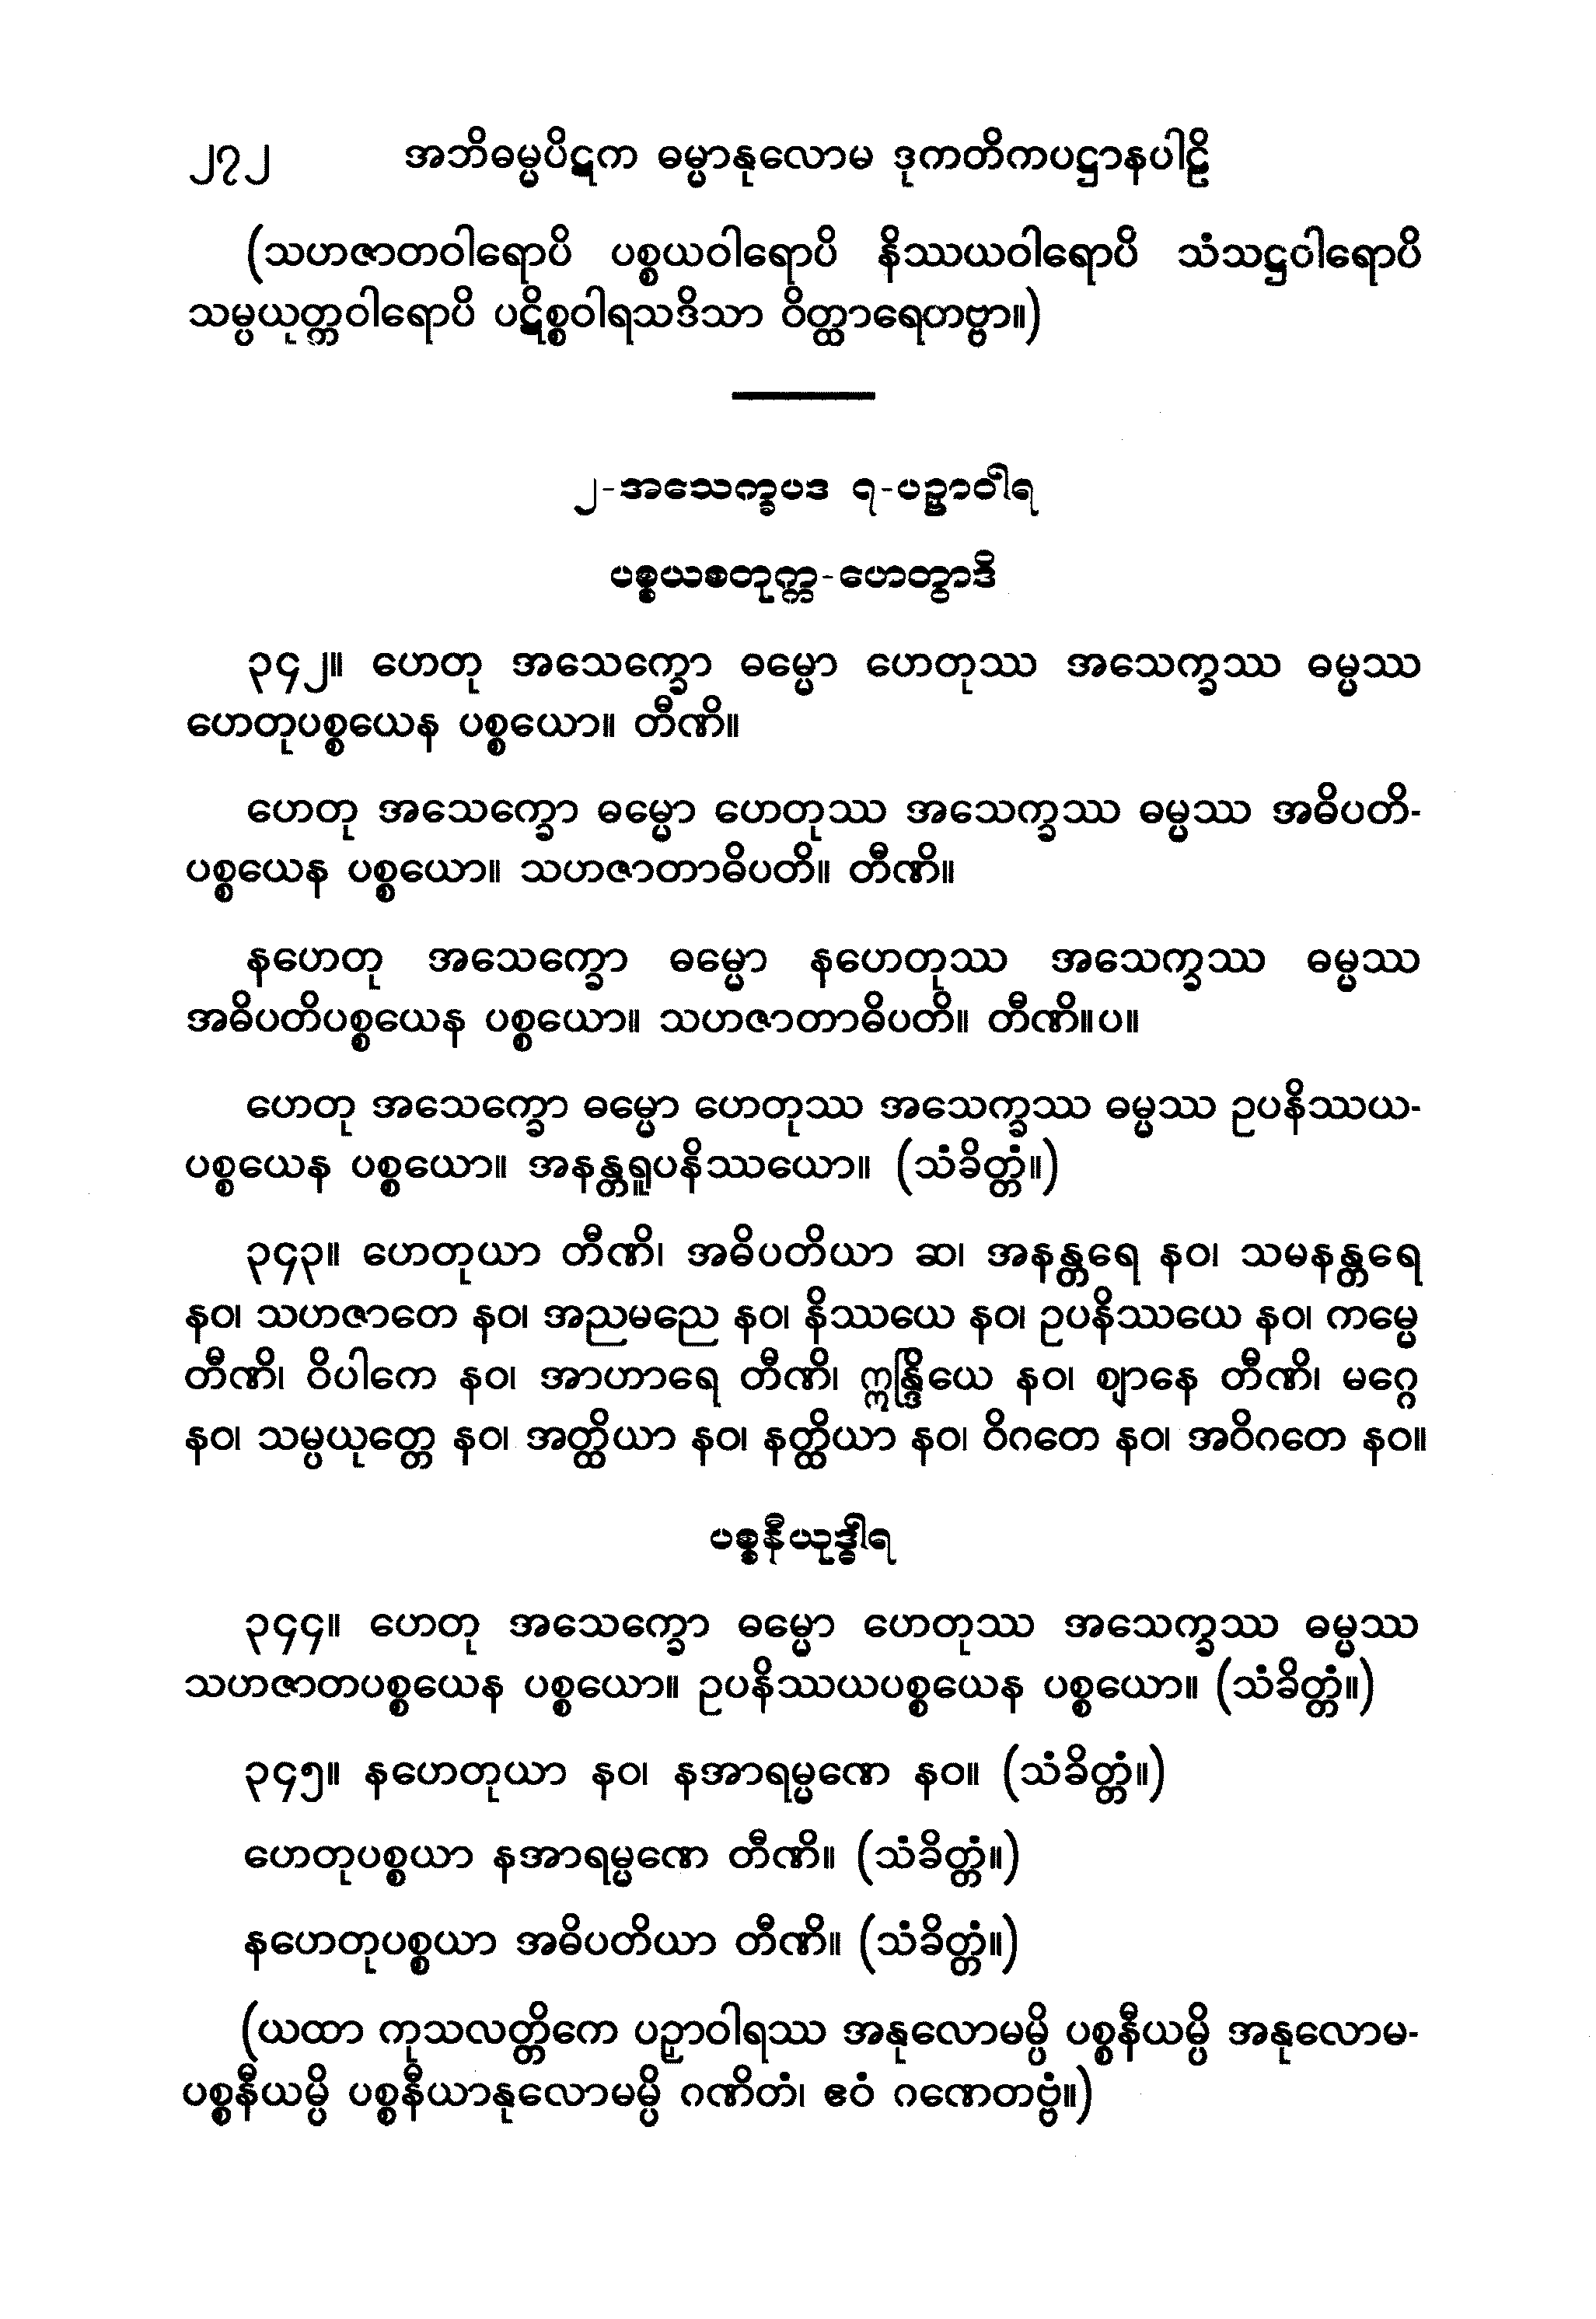 ၂၇၂ အဘိဓမ္မပိဋက ဓမ္မာနုလောမ ဒုကတိကပဋ္ဌာနပါဠိ
(သဟဇာတဝါရောပိ ပစ္စယဝါရောပိ နိဿယဝါရောပိ သံသဋ္ဌဝါရောပိ
သမ္ပယုတ္တဝါရောပိ ပဋိစ္စဝါရသဒိသာ ဝိတ္ထာရေတဗ္ဗာ။)
၂-အသေက္ခပဒ ၇-ပဉှာဝါရ
ပစ္စယစတုက္က-ဟေတွာဒိ
၃၄၂။ ဟေတု အသေက္ခော ဓမ္မော ဟေတုဿ အသေက္ခဿ ဓမ္မဿ
ဟေတုပစ္စယေန ပစ္စယော။ တီဏိ။
ဟေတု အသေက္ခော ဓမ္မော ဟေတုဿ အသေက္ခဿ ဓမ္မဿ အဓိပတိ-
ပစ္စယေန ပစ္စယော။ သဟဇာတာဓိပတိ။ တီဏိ။
နဟေတု အသေက္ခော ဓမ္မော နဟေတုဿ အသေက္ခဿ ဓမ္မဿ
အဓိပတိပစ္စယေန ပစ္စယော။ သဟဇာတာဓိပတိ။ တီဏိ။ပ။
ဟေတု အသေက္ခော ဓမ္မော ဟေတုဿ အသေက္ခဿ ဓမ္မဿ ဥပနိဿယ-
ပစ္စယေန ပစ္စယော။ အနန္တရူပနိဿယော။ (သံခိတ္တံ။)
၃၄၃။ ဟေတုယာ တီဏိ၊ အဓိပတိယာ ဆ၊ အနန္တရေ နဝ၊ သမနန္တရေ
နဝ၊ သဟဇာတေ နဝ၊ အညမညေ နဝ၊ နိဿယေ နဝ၊ ဥပနိဿယေ နဝ၊ ကမ္မေ
တီဏိ၊ ဝိပါကေ နဝ၊ အာဟာရေ တီဏိ၊ ဣန္ဒြိယေ နဝ၊ ဈာနေ တီဏိ၊ မဂ္ဂေ
နဝ၊ သမ္ပယုတ္တေ နဝ၊ အတ္ထိယာ နဝ၊ နတ္ထိယာ နဝ၊ ဝိဂတေ နဝ၊ အဝိဂတေ နဝ။
ပစ္စနီယုဒ္ဓါရ
၃၄၄။ ဟေတု အသေက္ခော ဓမ္မော ဟေတုဿ အသေက္ခဿ ဓမ္မဿ
သဟဇာတပစ္စယေန ပစ္စယော။ ဥပနိဿယပစ္စယေန ပစ္စယော။ (သံခိတ္တံ။)
၃၄၅။ နဟေတုယာ နဝ၊ နအာရမ္မဏေ နဝ။ (သံခိတ္တံ။)
ဟေတုပစ္စယာ နအာရမ္မဏေ တီဏိ။ (သံခိတ္တံ။)
နဟေတုပစ္စယာ အဓိပတိယာ တီဏိ။ (သံခိတ္တံ။)
(ယထာ ကုသလတ္တိကေ ပဉှာဝါရဿ အနုလောမမ္ပိ ပစ္စနီယမ္ပိ အနုလောမ-
ပစ္စနီယမ္ပိ ပစ္စနီယာနုလောမမ္ပိ ဂဏိတံ၊ ဧဝံ ဂဏေတဗ္ဗံ။)